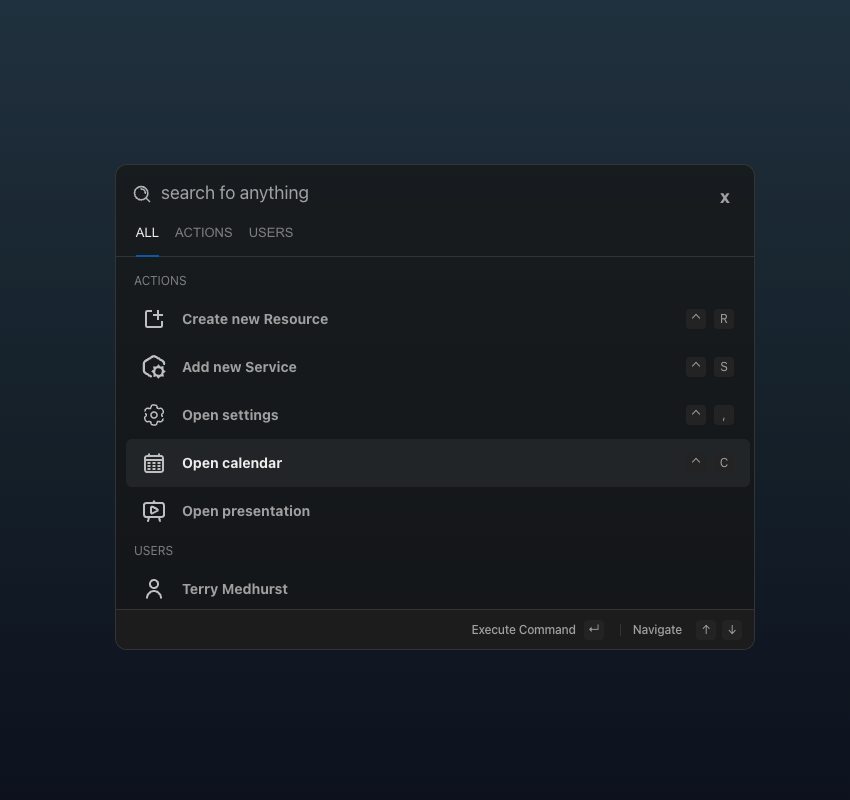 search fo anything
x
ALL ACTIONS USERS
ACTIONS
Create new Resource ^ R
Add new Service ^ S
Open settings ^ ,
Open calendar ^ C
Open presentation
USERS
Terry Medhurst
Execute Command ↵ | Navigate ↑ ↓